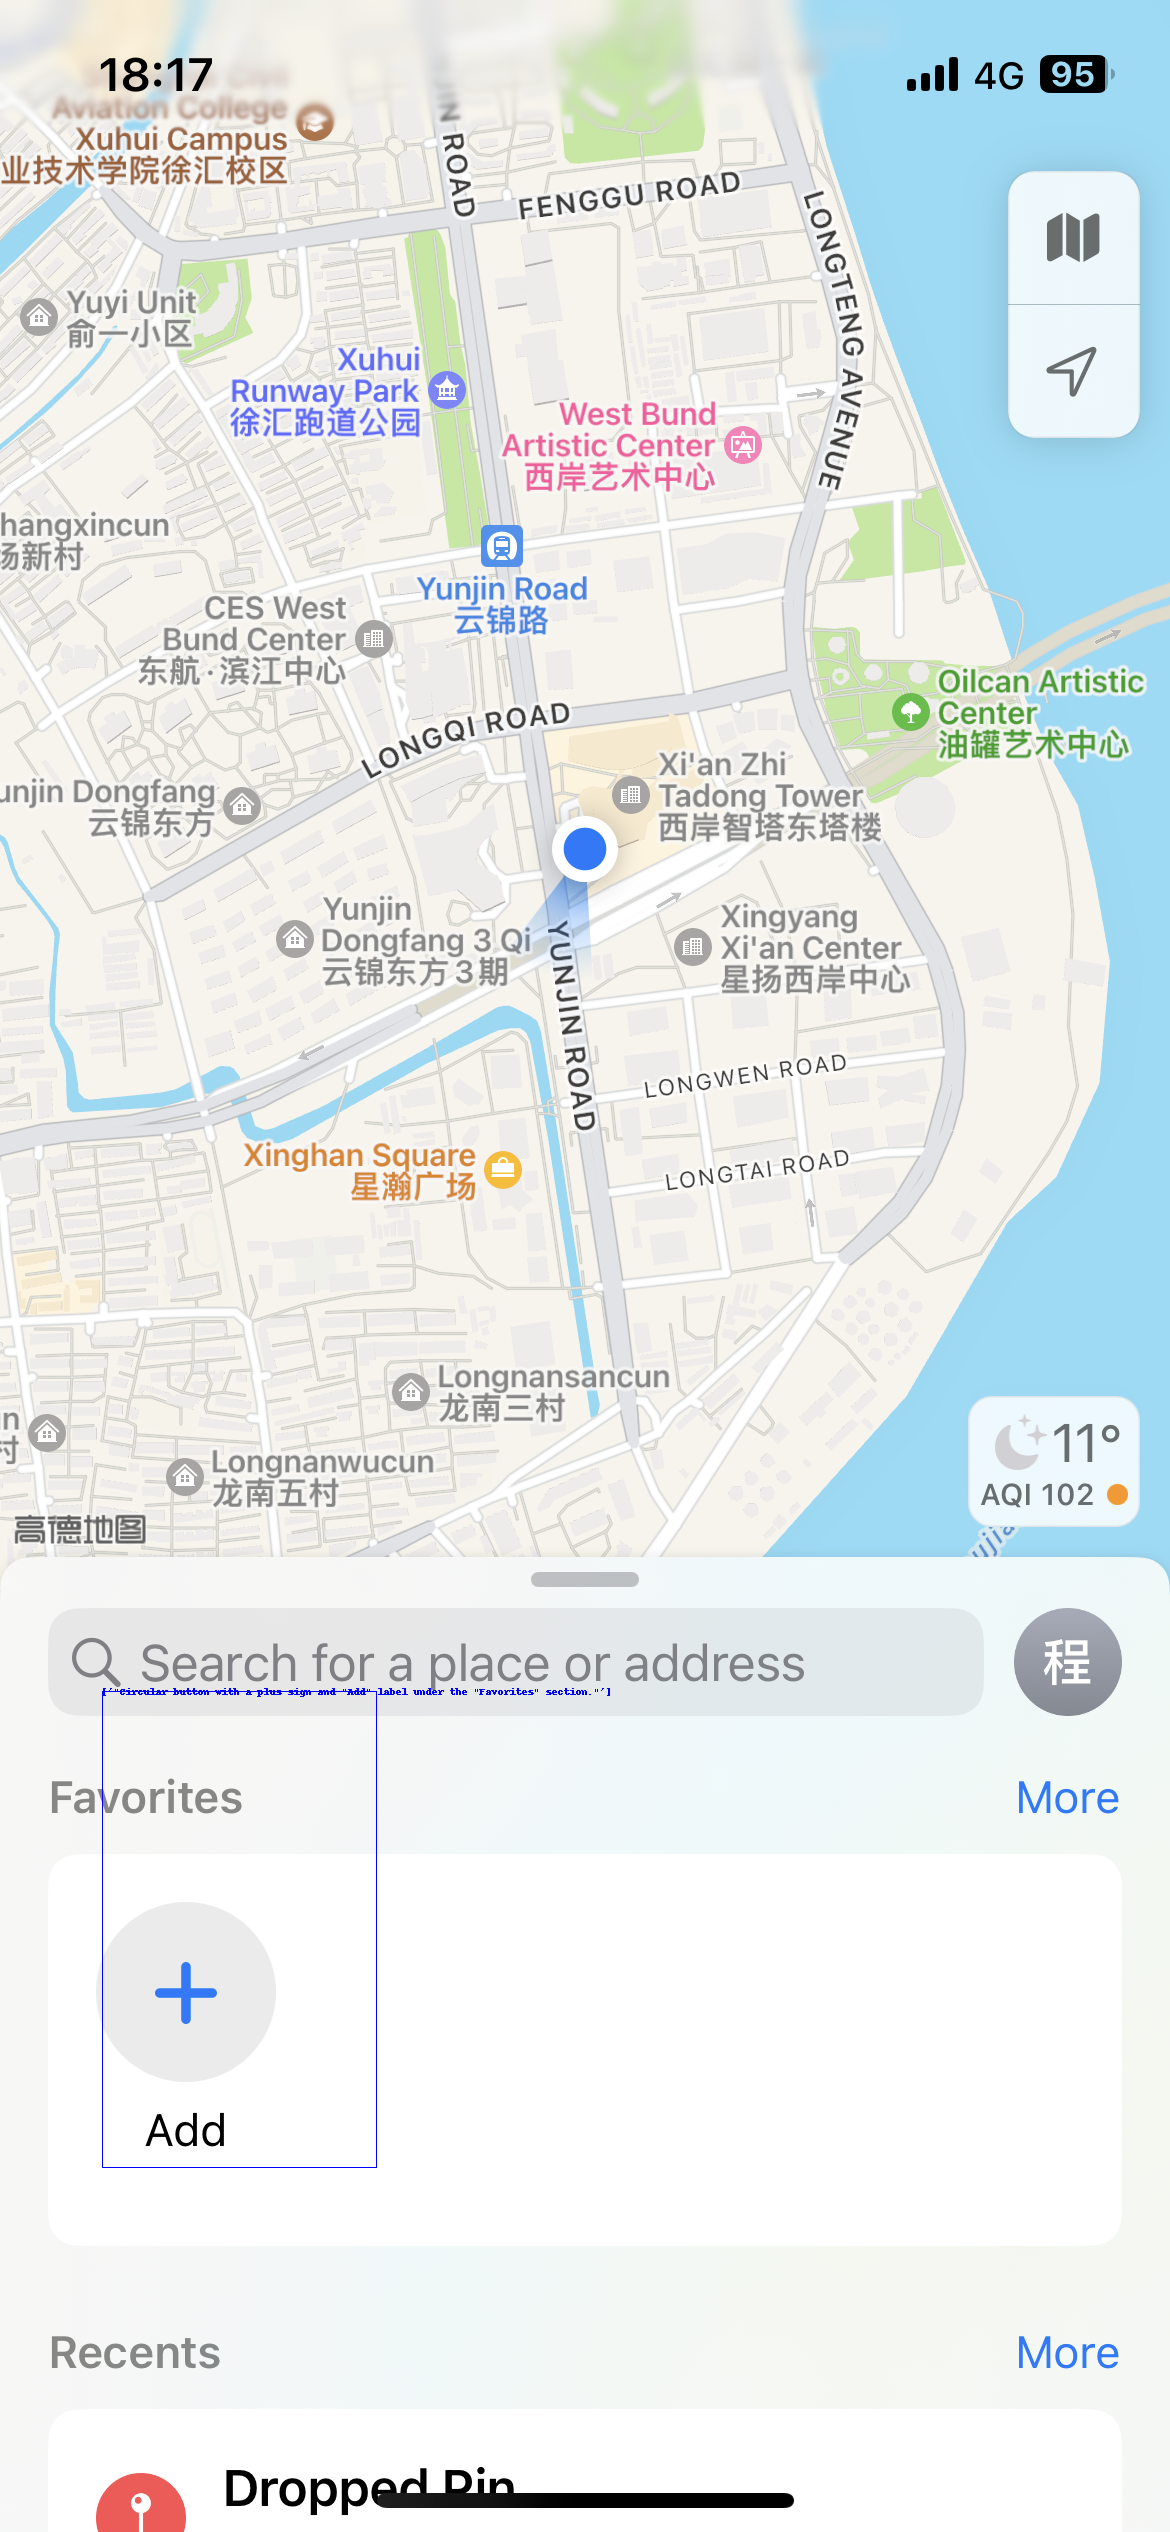 18:17
4G 95
Aviation College
Xuhui Campus
业技术学院徐汇校区
YUNJIN ROAD
FENGGU ROAD
LONGTENG AVENUE
Yuyi Unit
俞一小区
Xuhui
Runway Park
徐汇跑道公园
West Bund
Artistic Center
西岸艺术中心
hangxincun
场新村
Yunjin Road
云锦路
CES West
Bund Center
东航·滨江中心
Oilcan Artistic
Center
油罐艺术中心
LONGQI ROAD
Xi'an Zhi
Tadong Tower
西岸智塔东塔楼
unjin Dongfang
云锦东方
Yunjin
Dongfang 3 Qi
云锦东方3期
YUNJIN ROAD
Xingyang
Xi'an Center
星扬西岸中心
LONGWEN ROAD
LONGTAI ROAD
Xinghan Square
星瀚广场
Longnansancun
龙南三村
n
村
Longnanwucun
龙南五村
高德地图
11°
AQI 102
ujia
Search for a place or address
程
['"Circular button with a plus sign and "Add" label under the "Favorites" section."']
Favorites
More
Add
Recents
More
Dropped Pin